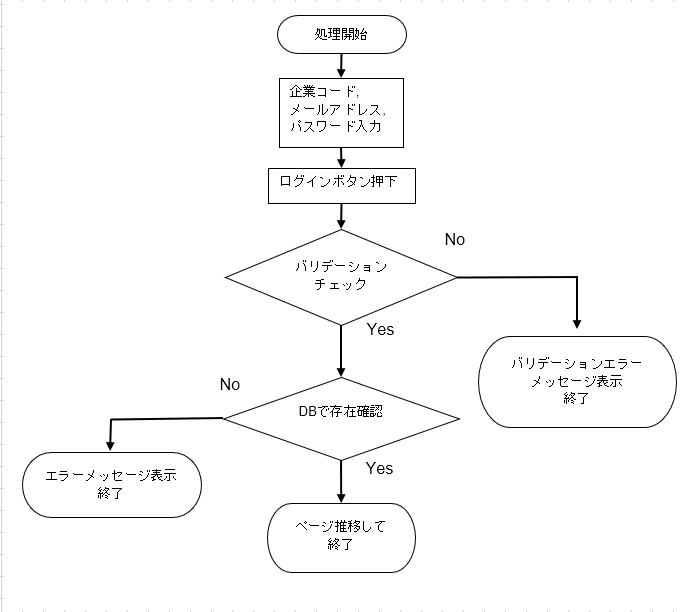 処理開始
企業コード,
メールアドレス,
パスワード入力
ログインボタン押下
バリデーション
チェック
No
Yes
バリデーションエラー
メッセージ表示
終了
DBで存在確認
No
Yes
エラーメッセージ表示
終了
ページ推移して
終了